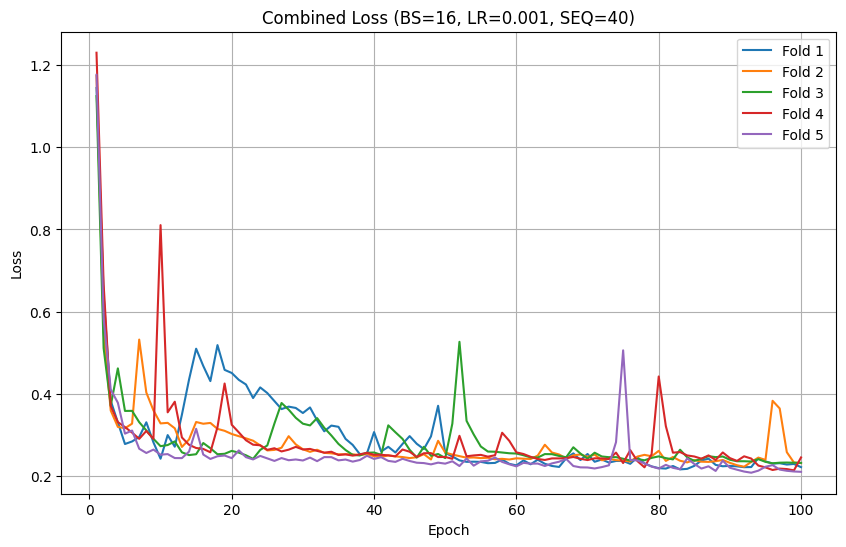 Combined Loss (BS=16, LR=0.001, SEQ=40)
Fold 1
Fold 2
Fold 3
Fold 4
Fold 5
Loss
1.2
1.0
0.8
0.6
0.4
0.2
0 20 40 60 80 100
Epoch